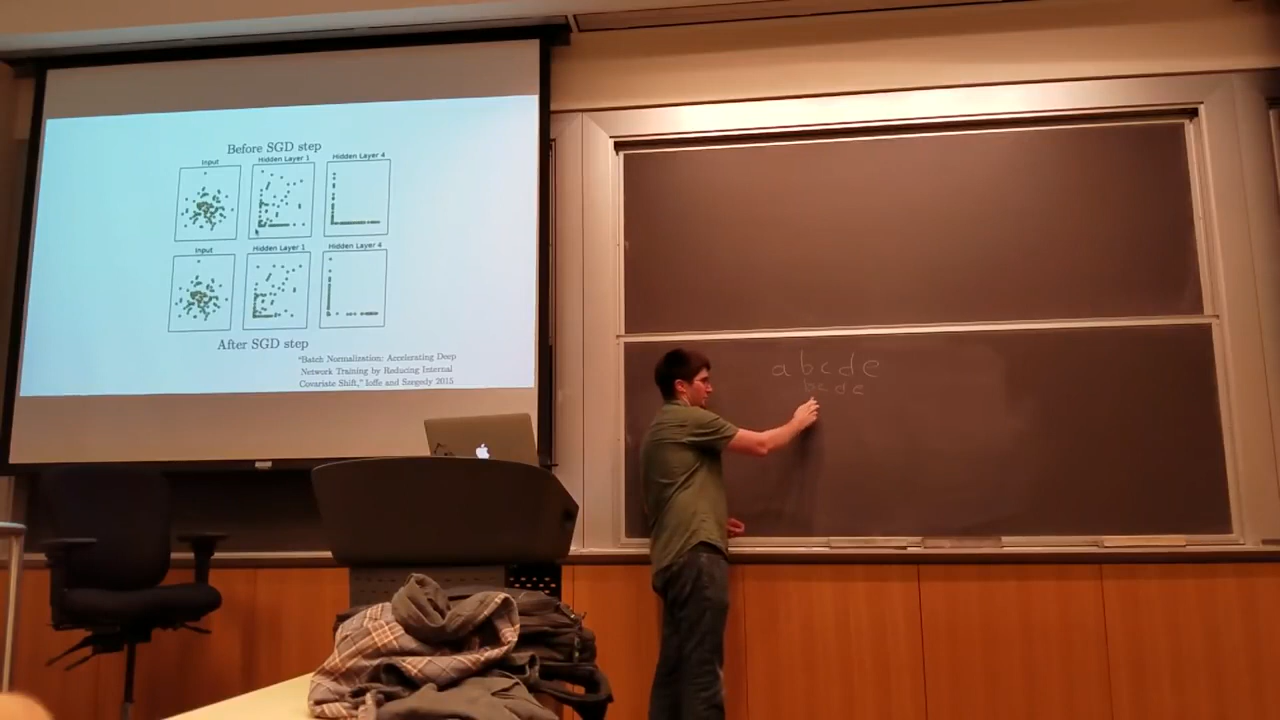 Before SGD step
Input Hidden Layer 1 Hidden Layer 4
Input Hidden Layer 1 Hidden Layer 4
After SGD step
"Batch Normalization: Accelerating Deep
Network Training by Reducing Internal
Covariate Shift," Ioffe and Szegedy 2015
a b c d e
b c d e